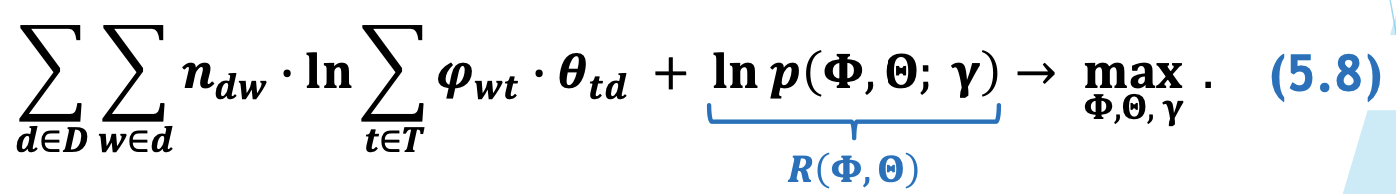 ∑_{d∈D} ∑_{w∈d} n_{dw} · ln ∑_{t∈T} φ_{wt} · θ_{td} + ln p(Φ, Θ; γ) → max_{Φ,Θ, γ} . (5.8)
R(Φ, Θ)